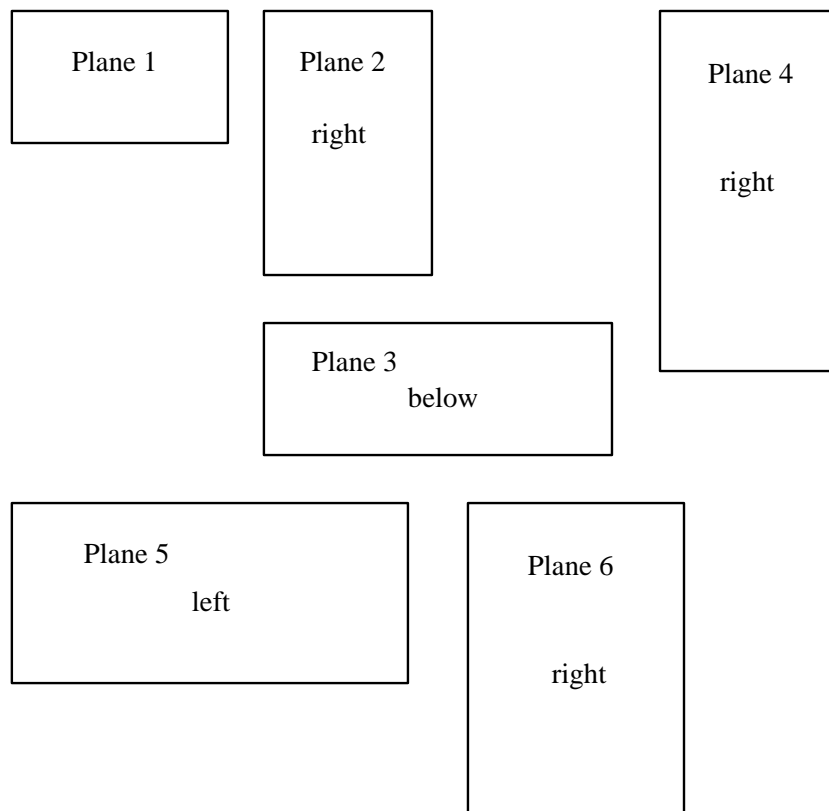 Plane 1
Plane 2
right
Plane 4
right
Plane 3
below
Plane 5
left
Plane 6
right